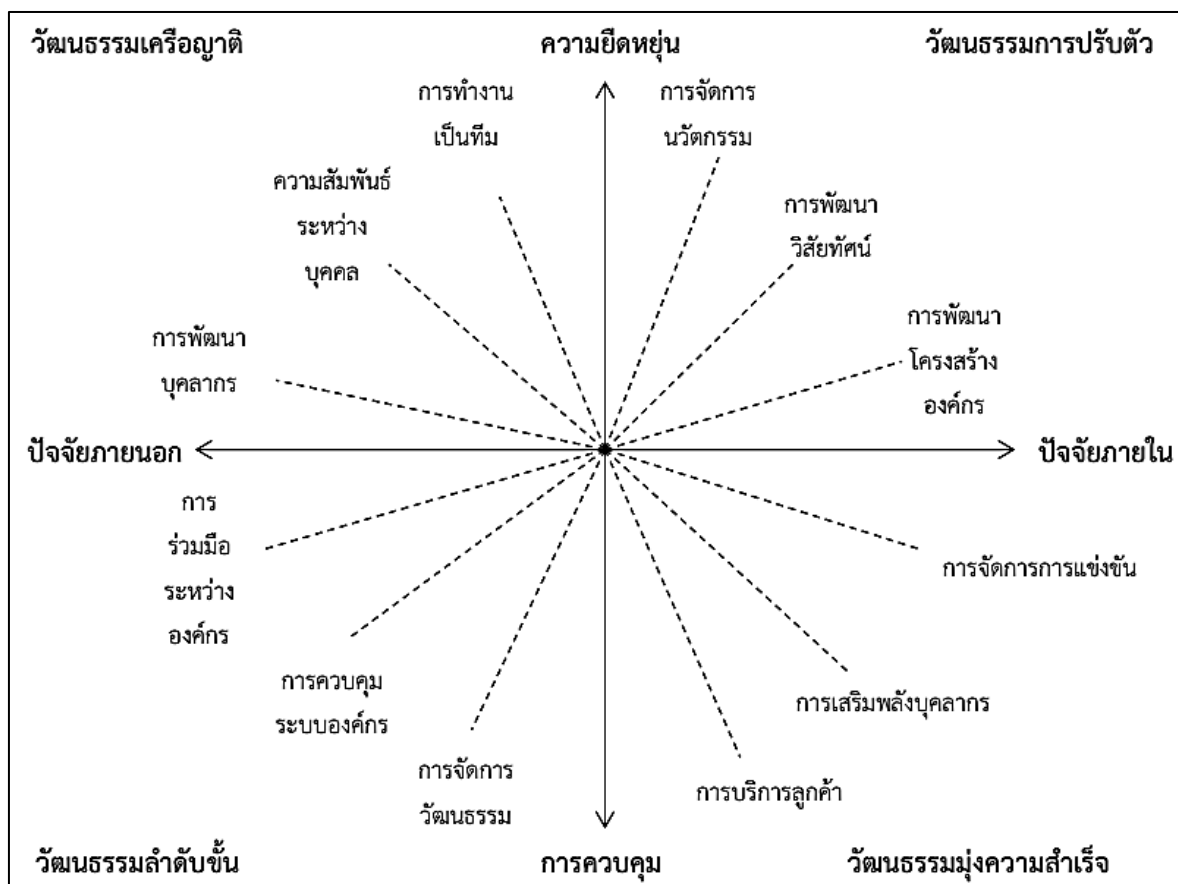 วัฒนธรรมเครือญาติ
ความยืดหยุ่น
วัฒนธรรมการปรับตัว
การทำงาน
เป็นทีม
การจัดการ
นวัตกรรม
ความสัมพันธ์
ระหว่าง
บุคคล
การพัฒนา
วิสัยทัศน์
การพัฒนา
บุคลากร
การพัฒนา
โครงสร้าง
องค์กร
ปัจจัยภายนอก
ปัจจัยภายใน
การ
ร่วมมือ
ระหว่าง
องค์กร
การจัดการการแข่งขัน
การควบคุม
ระบบองค์กร
การเสริมพลังบุคลากร
การจัดการ
วัฒนธรรม
การบริการลูกค้า
วัฒนธรรมลำดับขั้น
การควบคุม
วัฒนธรรมมุ่งความสำเร็จ